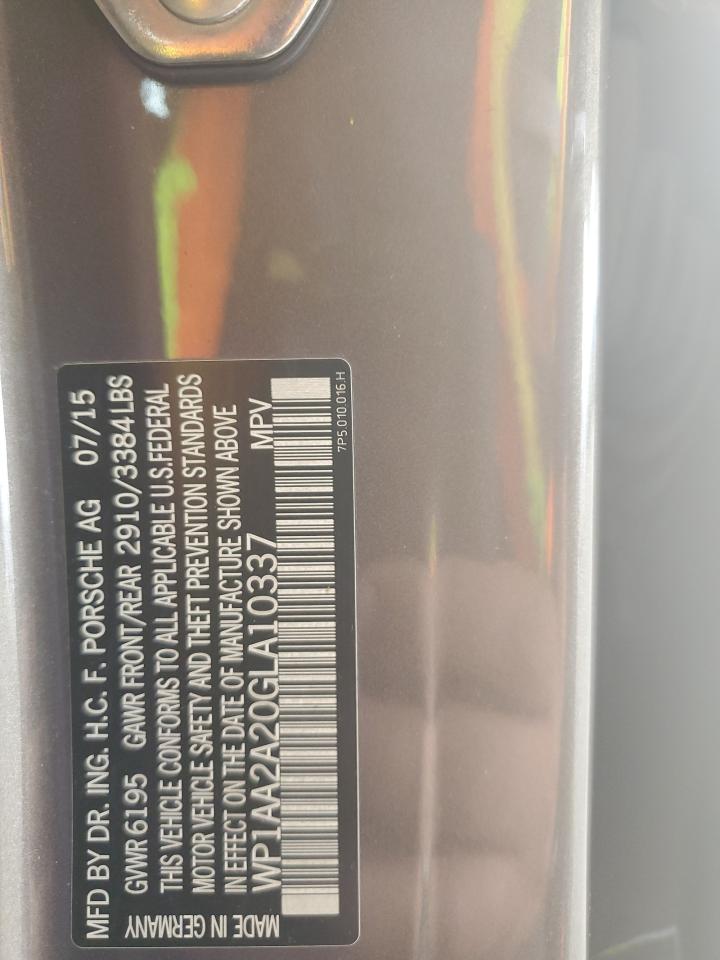 MFD BY DR. ING. H.C. F. PORSCHE AG 07/15
GVWR 6195 GAWR FRONT/REAR 2910/3384 LBS
THIS VEHICLE CONFORMS TO ALL APPLICABLE U.S.FEDERAL
MOTOR VEHICLE SAFETY AND THEFT PREVENTION STANDARDS
IN EFFECT ON THE DATE OF MANUFACTURE SHOWN ABOVE
WP1AA2A20GLA10337 MPV
MADE IN GERMANY
7P5.010.016.H